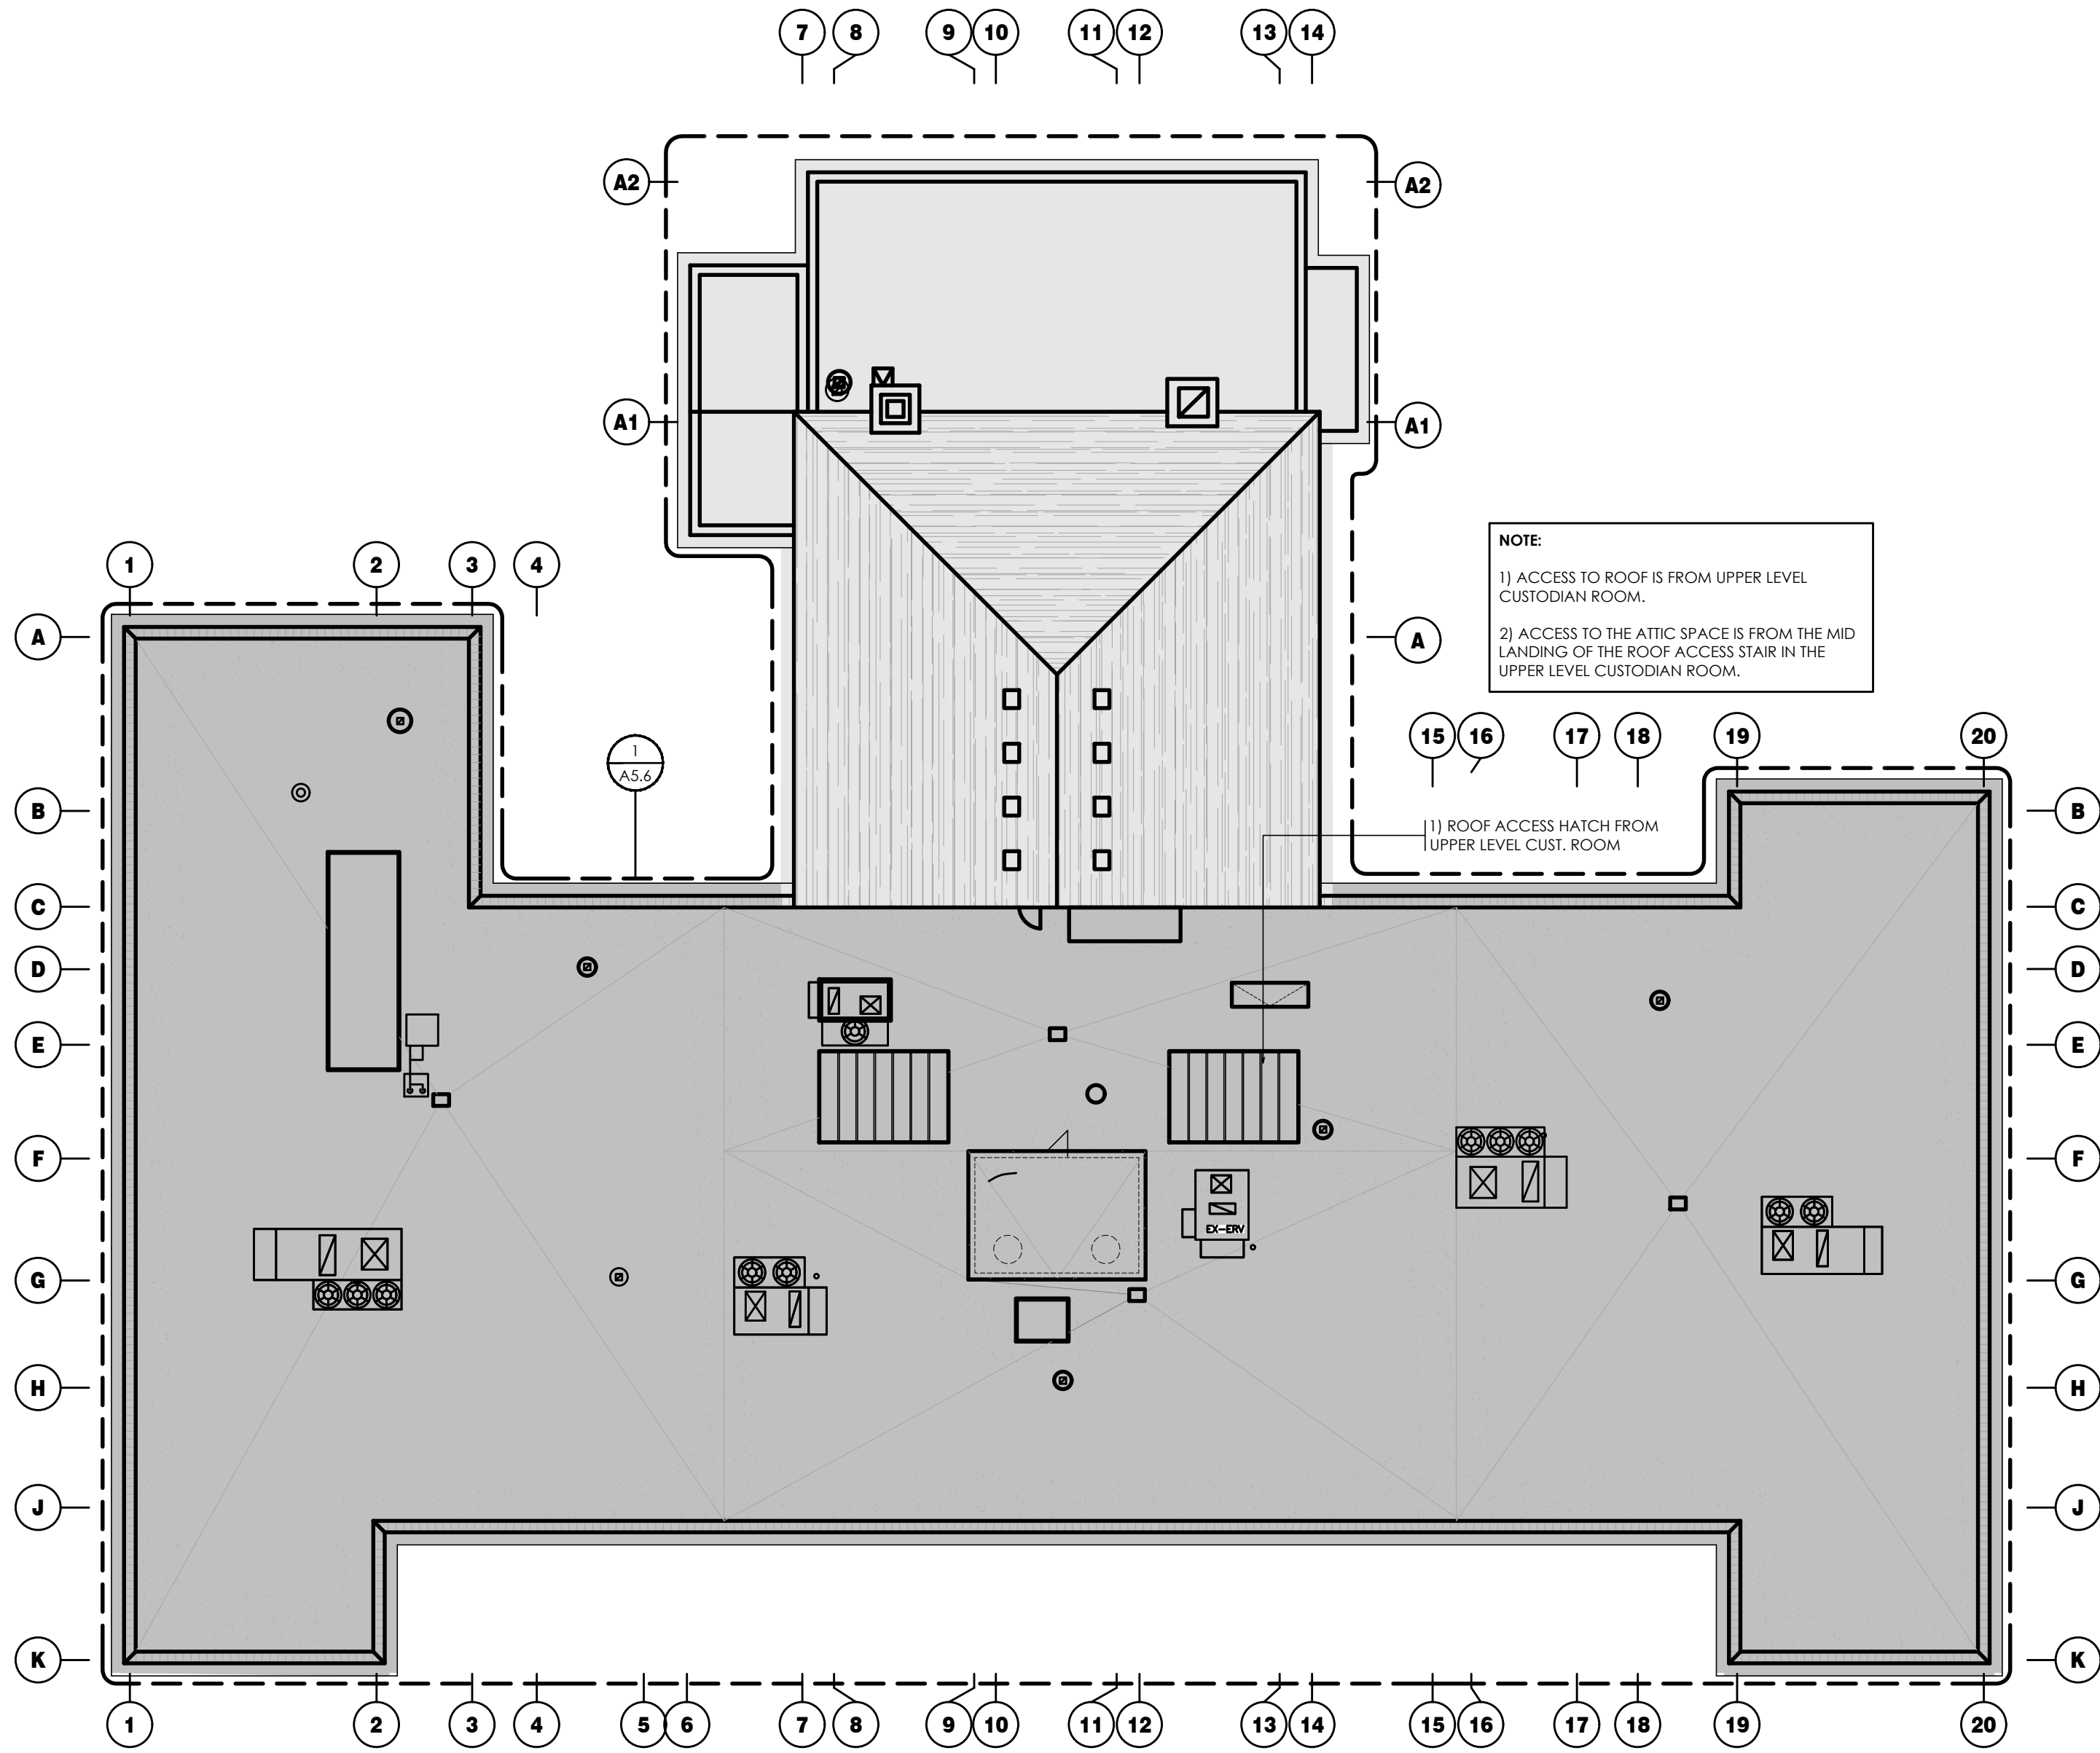 7 8 9 10 11 12 13 14
A2 A2
A1 A1
NOTE:
1) ACCESS TO ROOF IS FROM UPPER LEVEL
CUSTODIAN ROOM.
2) ACCESS TO THE ATTIC SPACE IS FROM THE MID
LANDING OF THE ROOF ACCESS STAIR IN THE
UPPER LEVEL CUSTODIAN ROOM.
1 2 3 4
A A
15 16 17 18 19 20
1
A5.6
B B
1) ROOF ACCESS HATCH FROM
UPPER LEVEL CUST. ROOM
C C
D D
E E
F F
EX-ERV
G G
H H
J J
K K
1 2 3 4 5 6 7 8 9 10 11 12 13 14 15 16 17 18 19 20